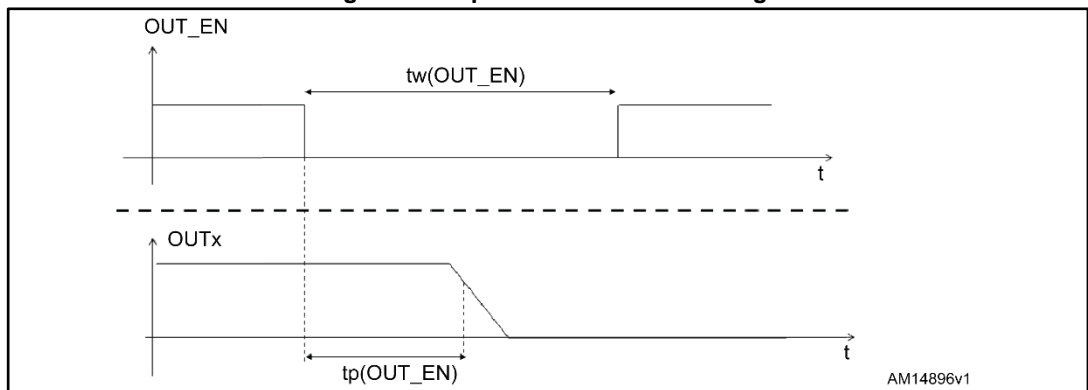 OUT_EN
tw(OUT_EN)
t
OUTx
t
tp(OUT_EN)
AM14896v1